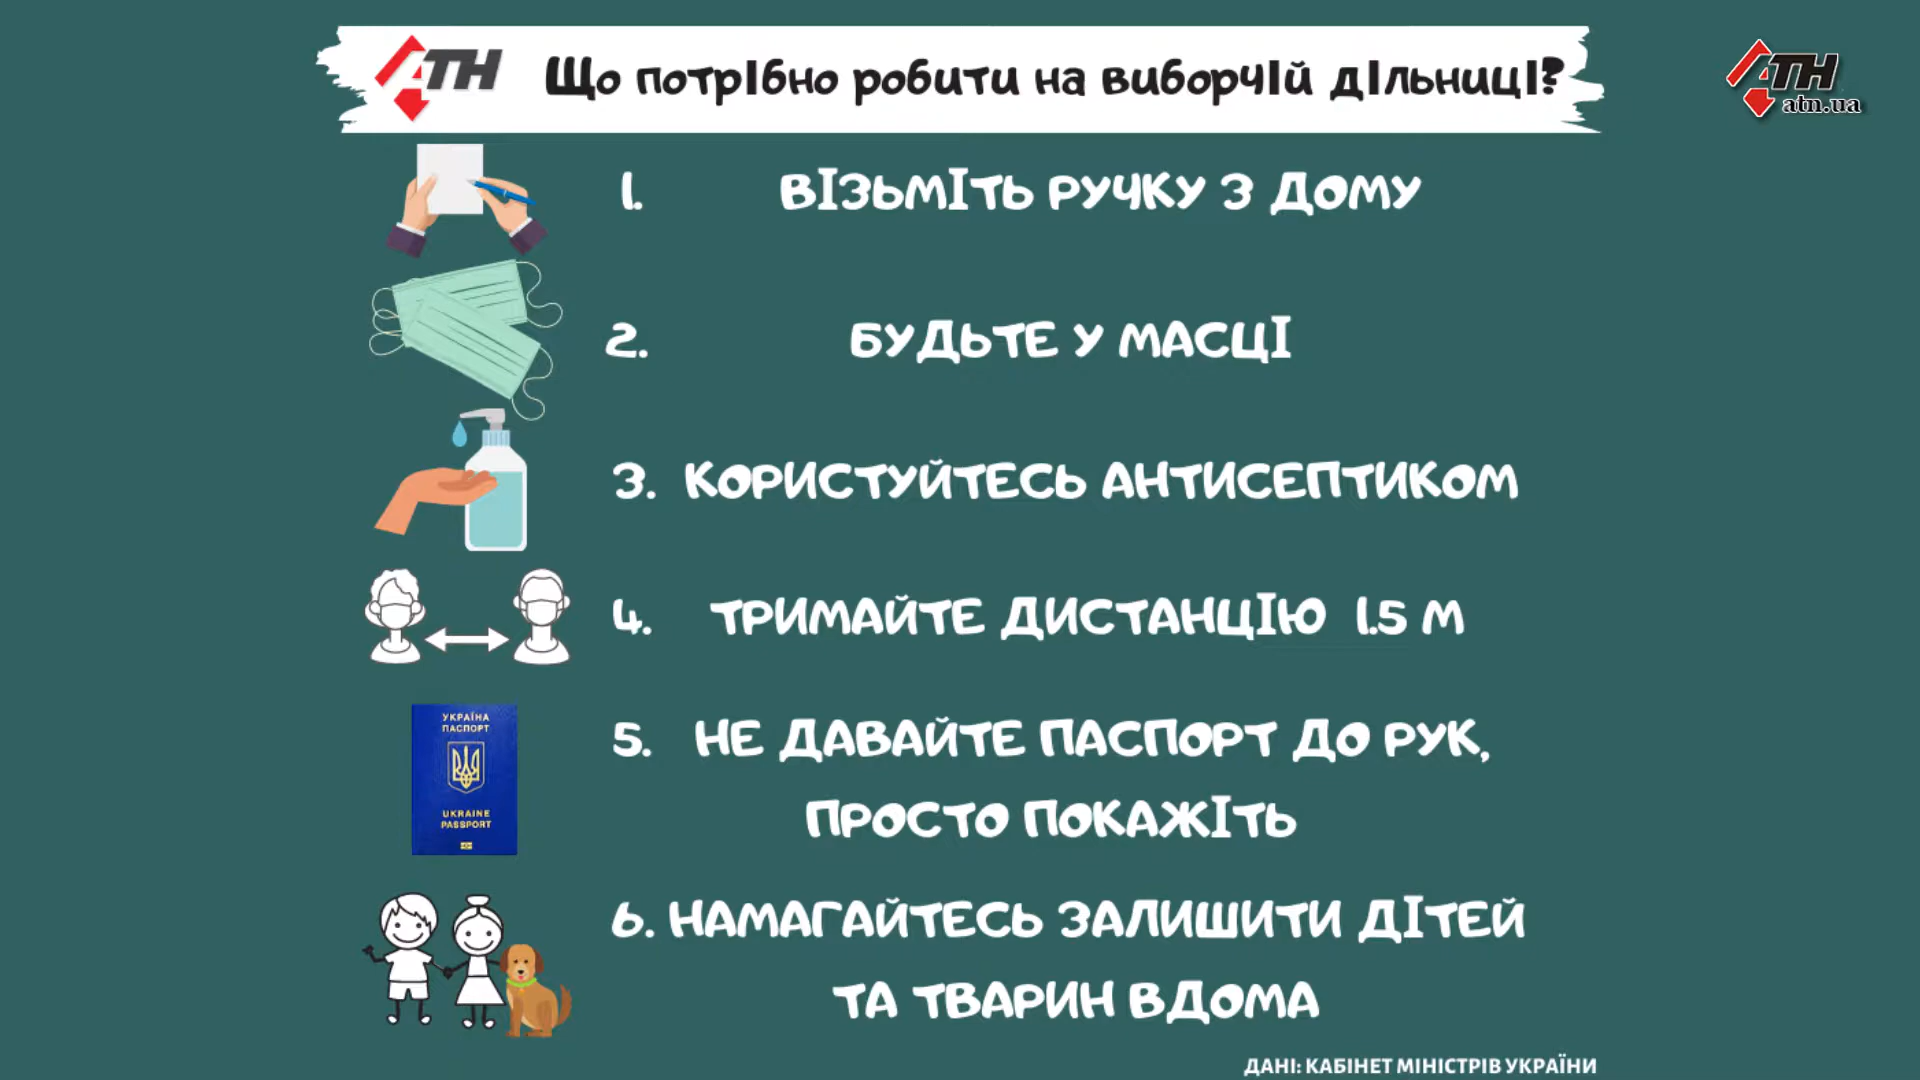 АТН Що потрібно робити на виборчій дільниці?
АТН
atn.ua
1. ВІЗЬМІТЬ РУЧКУ З ДОМУ
2. БУДЬТЕ У МАСЦІ
3. КОРИСТУЙТЕСЬ АНТИСЕПТИКОМ
4. ТРИМАЙТЕ ДИСТАНЦІЮ 1.5 М
УКРАЇНА
ПАСПОРТ
UKRAINE
PASSPORT
5. НЕ ДАВАЙТЕ ПАСПОРТ ДО РУК,
ПРОСТО ПОКАЖІТЬ
6. НАМАГАЙТЕСЬ ЗАЛИШИТИ ДІТЕЙ
ТА ТВАРИН ВДОМА
ДАНІ: КАБІНЕТ МІНІСТРІВ УКРАЇНИ